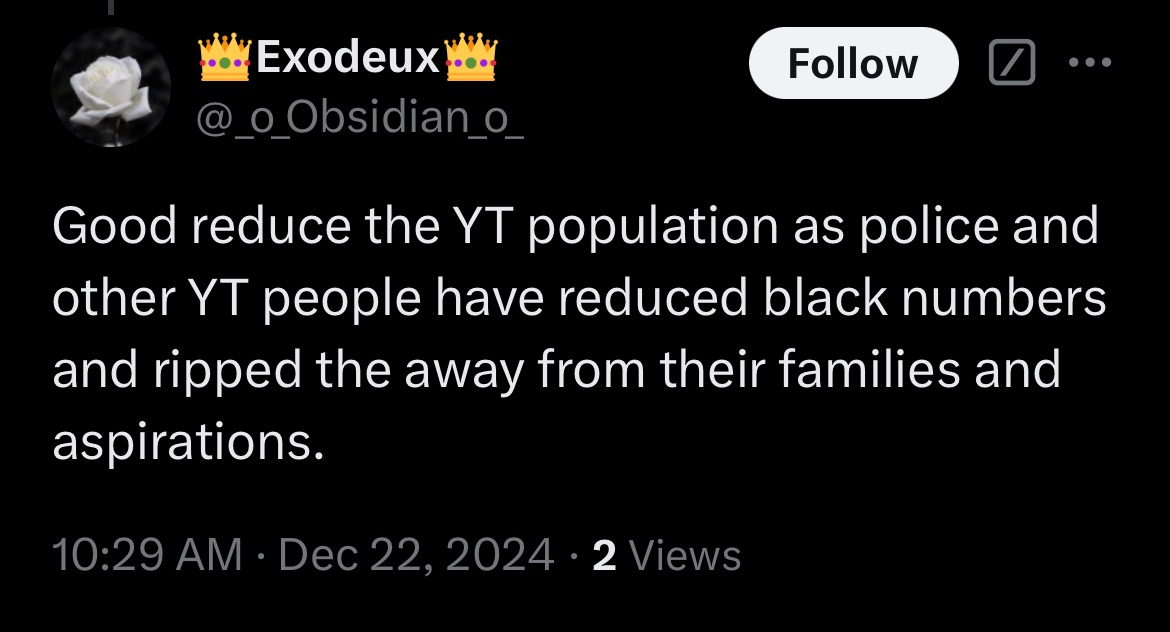 👑Exodeux👑
Follow
@_o_Obsidian_o_
Good reduce the YT population as police and
other YT people have reduced black numbers
and ripped the away from their families and
aspirations.
10:29 AM · Dec 22, 2024 · 2 Views